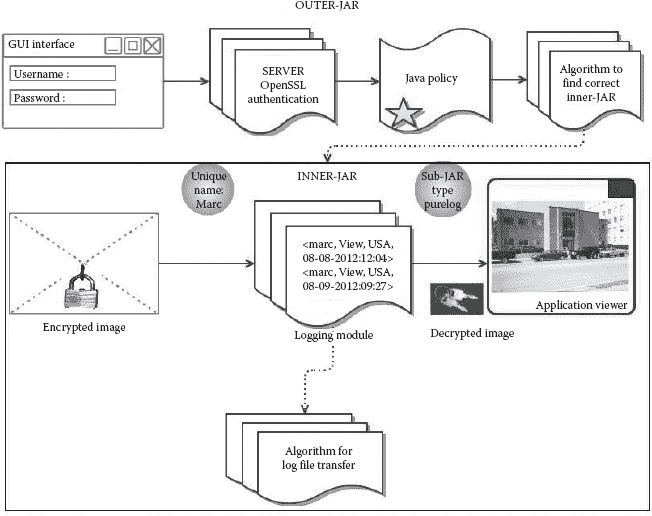 OUTER-JAR
GUI interface
Username :
Password :
SERVER
OpenSSL
authentication
Java policy
Algorithm to
find correct
inner-JAR
Unique
name:
Marc
INNER-JAR
Sub-JAR
type
purelog
<marc, View, USA,
08-08-2012:12:04>
<marc, View, USA,
08-09-2012:09:27>
Encrypted image
Logging module
Decrypted image
Application viewer
Algorithm for
log file transfer